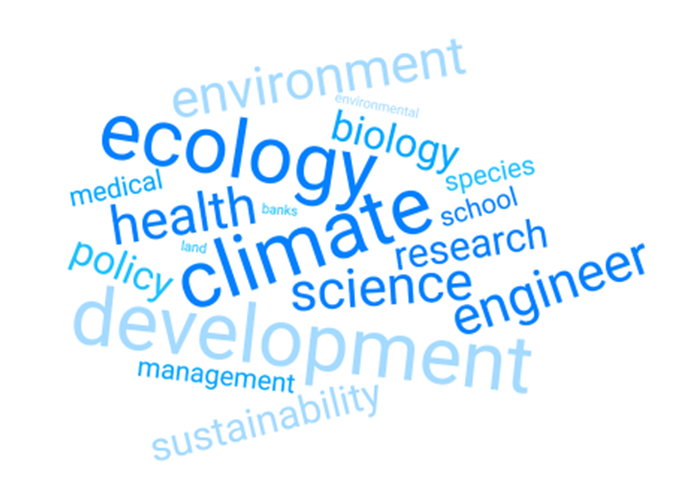 environment
environmental
ecology
biology
species
medical
health
banks
school
climate
land
research
policy
science
engineer
development
management
sustainability